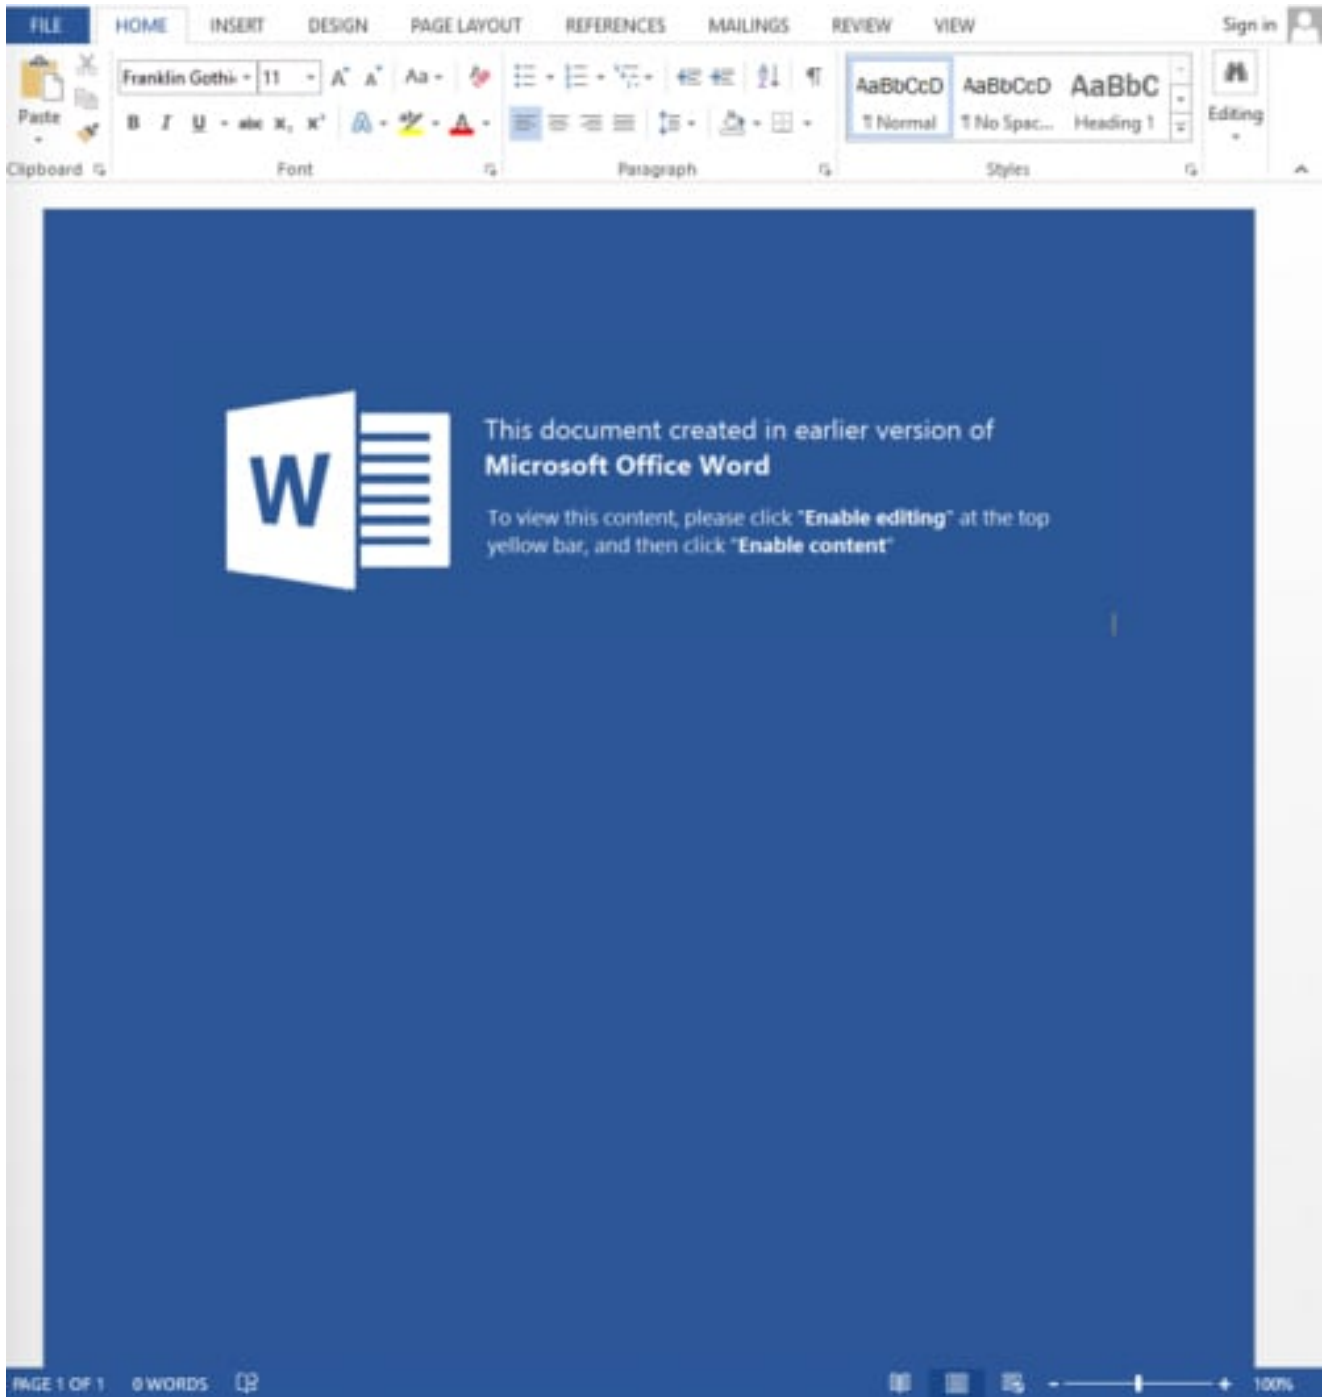 FILE HOME INSERT DESIGN PAGE LAYOUT REFERENCES MAILINGS REVIEW VIEW Sign in
Franklin Gothi 11 A A Aa A Z AaBbCcD AaBbCcD AaBbC
Paste B I U abc x, x' A ab A ¶ Normal ¶ No Spac... Heading 1 Editing
Clipboard Font Paragraph Styles
This document created in earlier version of
Microsoft Office Word
W
To view this content, please click "Enable editing" at the top
yellow bar, and then click "Enable content"
PAGE 1 OF 1 0 WORDS 100%